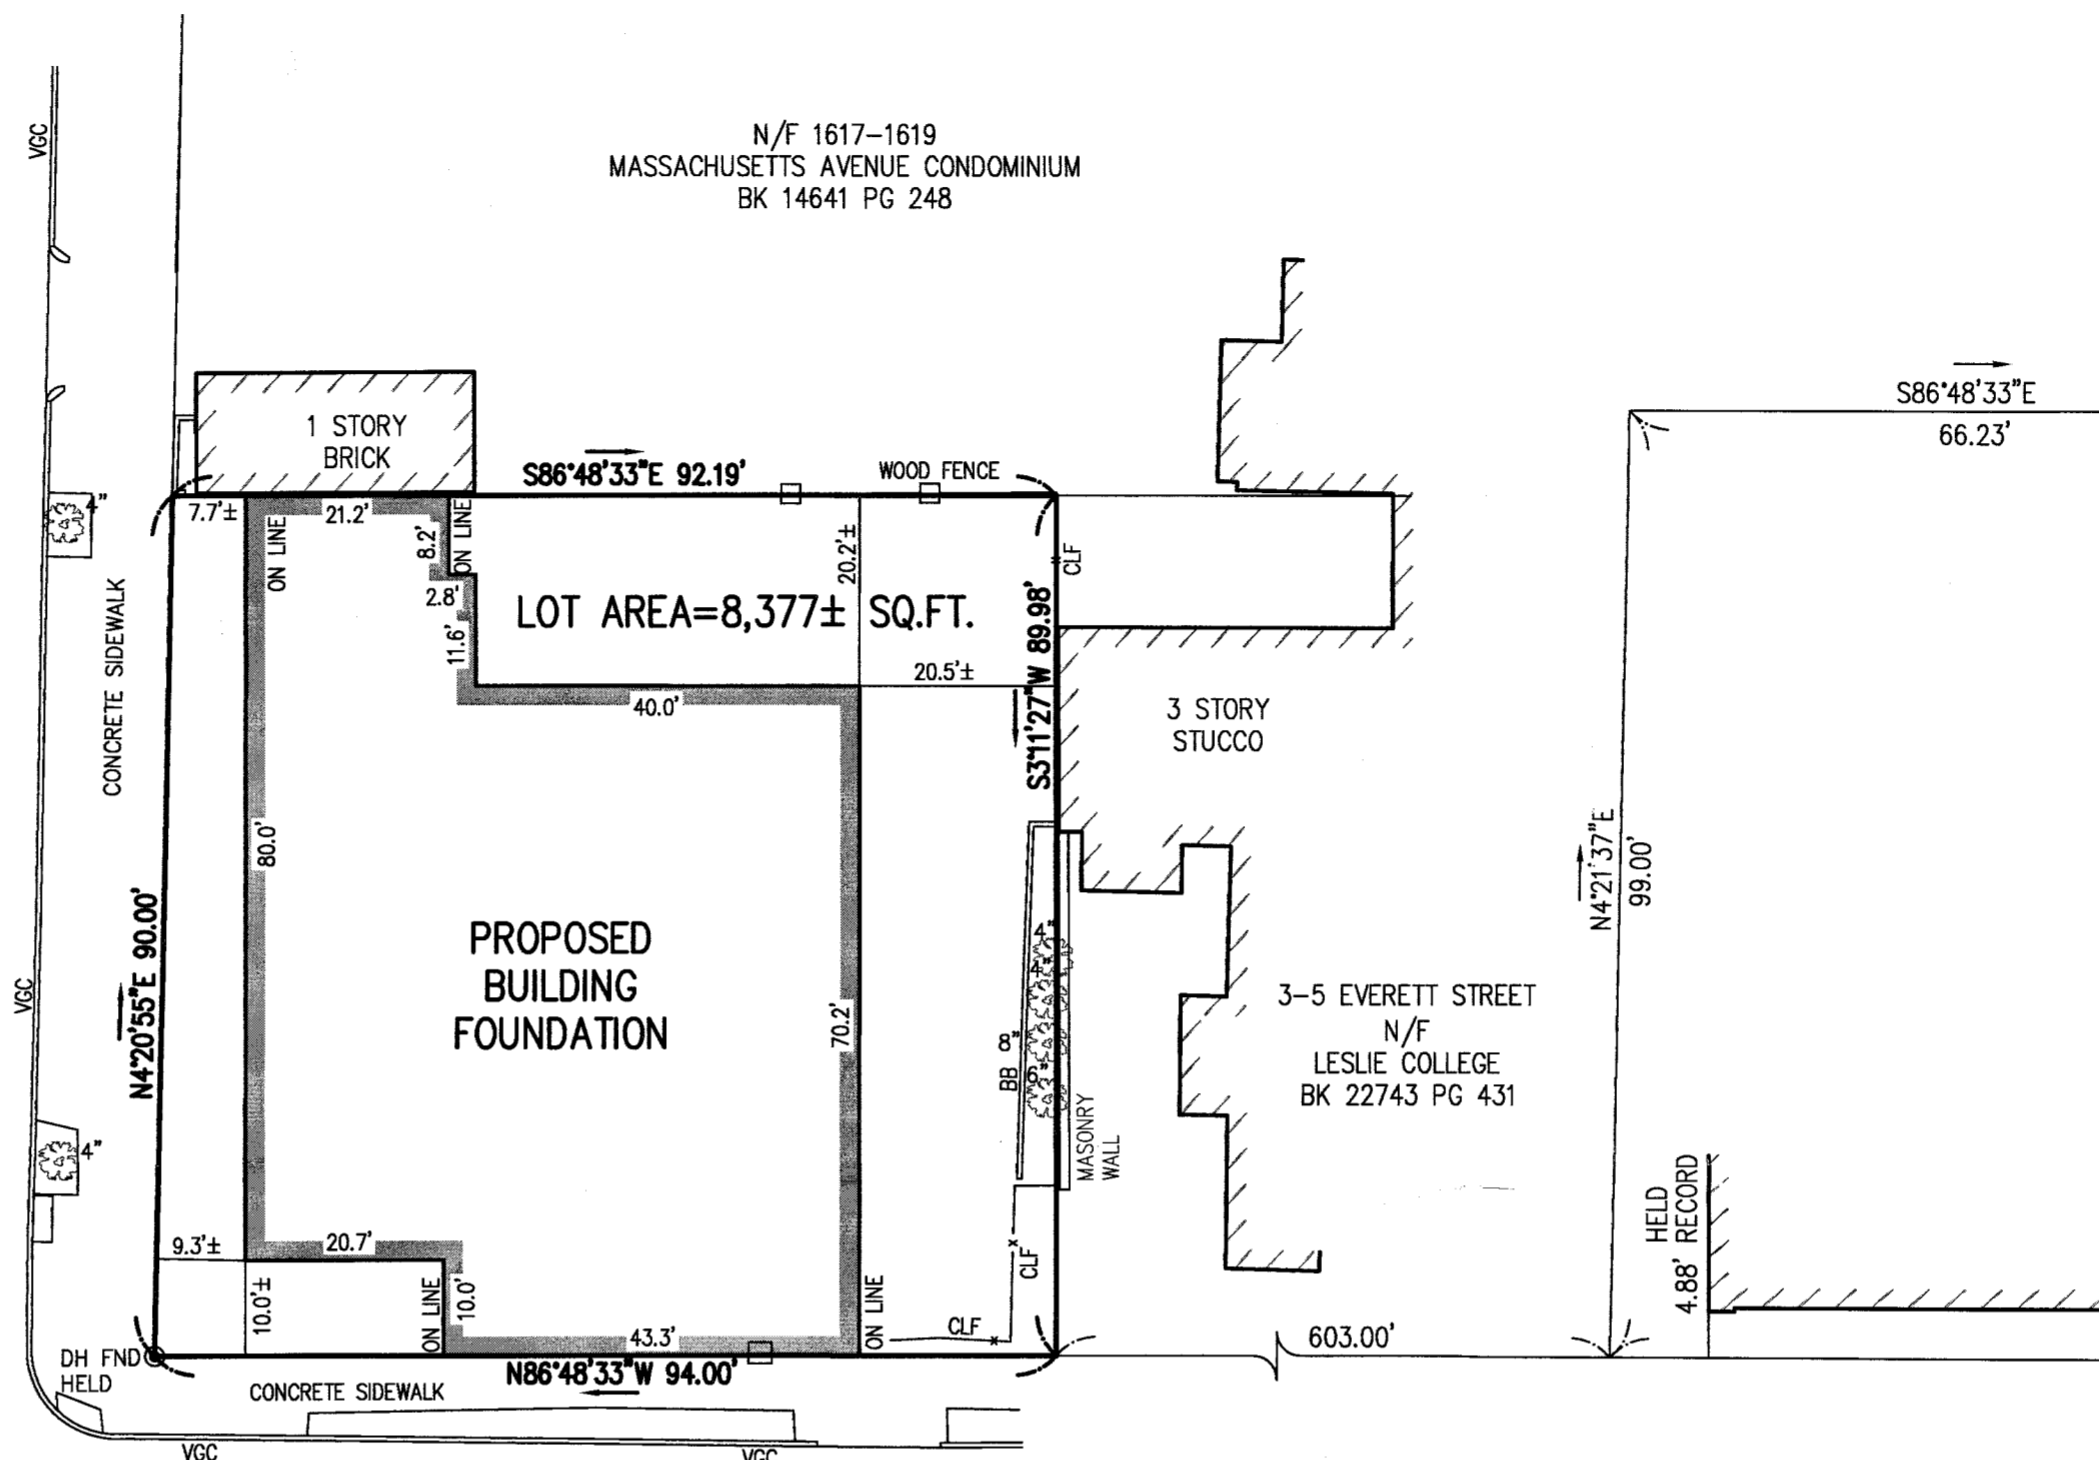 VGC
N/F 1617-1619
MASSACHUSETTS AVENUE CONDOMINIUM
BK 14641 PG 248
S86°48'33"E
66.23'
1 STORY
BRICK
S86°48'33"E 92.19'
WOOD FENCE
4"
7.7'±
21.2'
ON LINE
8.2'
ON LINE
2.8'
11.6'
20.2'±
CLF
LOT AREA=8,377± SQ.FT.
20.5'±
S3°11'27"W 89.98'
40.0'
CONCRETE SIDEWALK
3 STORY
STUCCO
80.0'
N4°20'55"E 90.00'
PROPOSED
BUILDING
FOUNDATION
70.2'
VGC
4"
4"
8"
6"
BB
MASONRY
WALL
3-5 EVERETT STREET
N/F
LESLIE COLLEGE
BK 22743 PG 431
N4°21'37"E
99.00'
HELD
4.88' RECORD
4"
9.3'±
20.7'
10.0'±
ON LINE
10.0'
43.3'
ON LINE
CLF
CLF
603.00'
DH FND
HELD
N86°48'33"W 94.00'
CONCRETE SIDEWALK
VGC
VGC